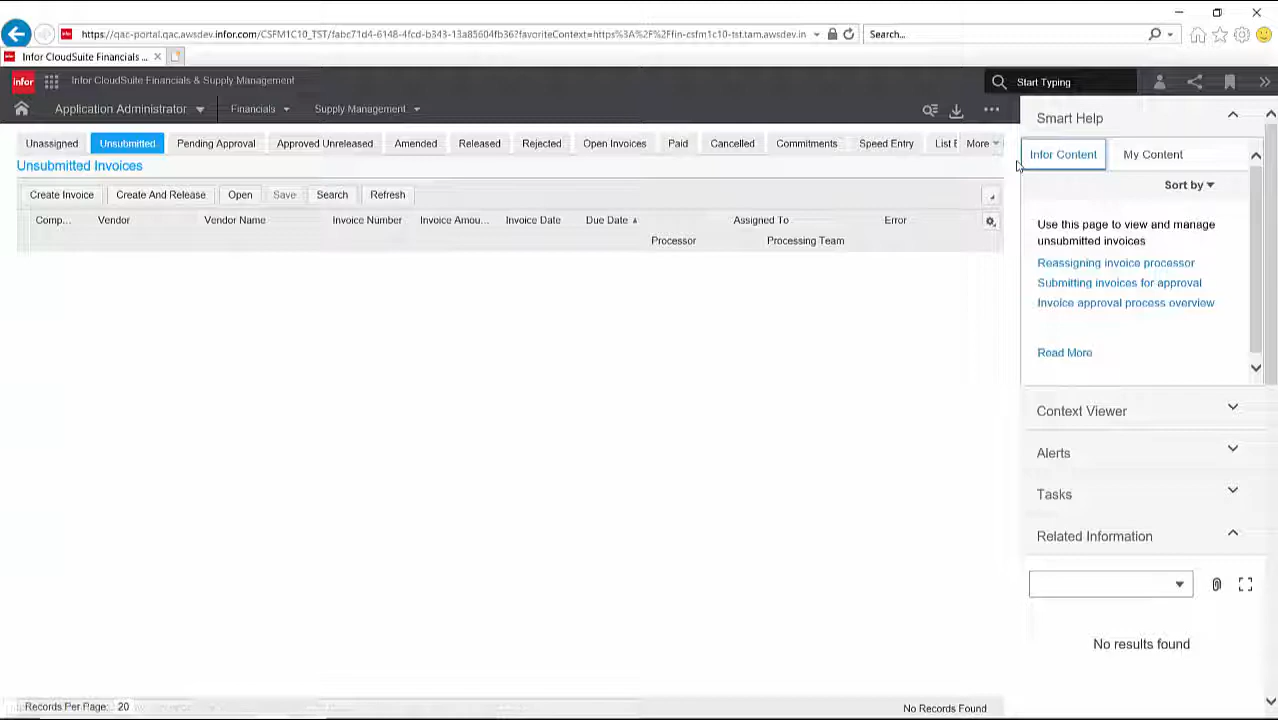 https://qac-portal.qac.awsdev.infor.com/CSFM1C10_TST/fabc71d4-6148-4fcd-b343-13a85604fb36?favoriteContext=https%3A%2F%2Ffin-csfm1c10-tst.tam.awsdev.in
Search...
Infor CloudSuite Financials ...
infor
Infor CloudSuite Financials & Supply Management
Start Typing
Application Administrator
Financials
Supply Management
Unassigned
Unsubmitted
Pending Approval
Approved Unreleased
Amended
Released
Rejected
Open Invoices
Paid
Cancelled
Commitments
Speed Entry
More
Unsubmitted Invoices
Create Invoice
Create And Release
Open
Save
Search
Refresh
Comp...
Vendor
Vendor Name
Invoice Number
Invoice Amou...
Invoice Date
Due Date
Assigned To
Error
Processor
Processing Team
Records Per Page: 20
No Records Found
Smart Help
Infor Content
My Content
Sort by
Use this page to view and manage
unsubmitted invoices
Reassigning invoice processor
Submitting invoices for approval
Invoice approval process overview
Read More
Context Viewer
Alerts
Tasks
Related Information
No results found